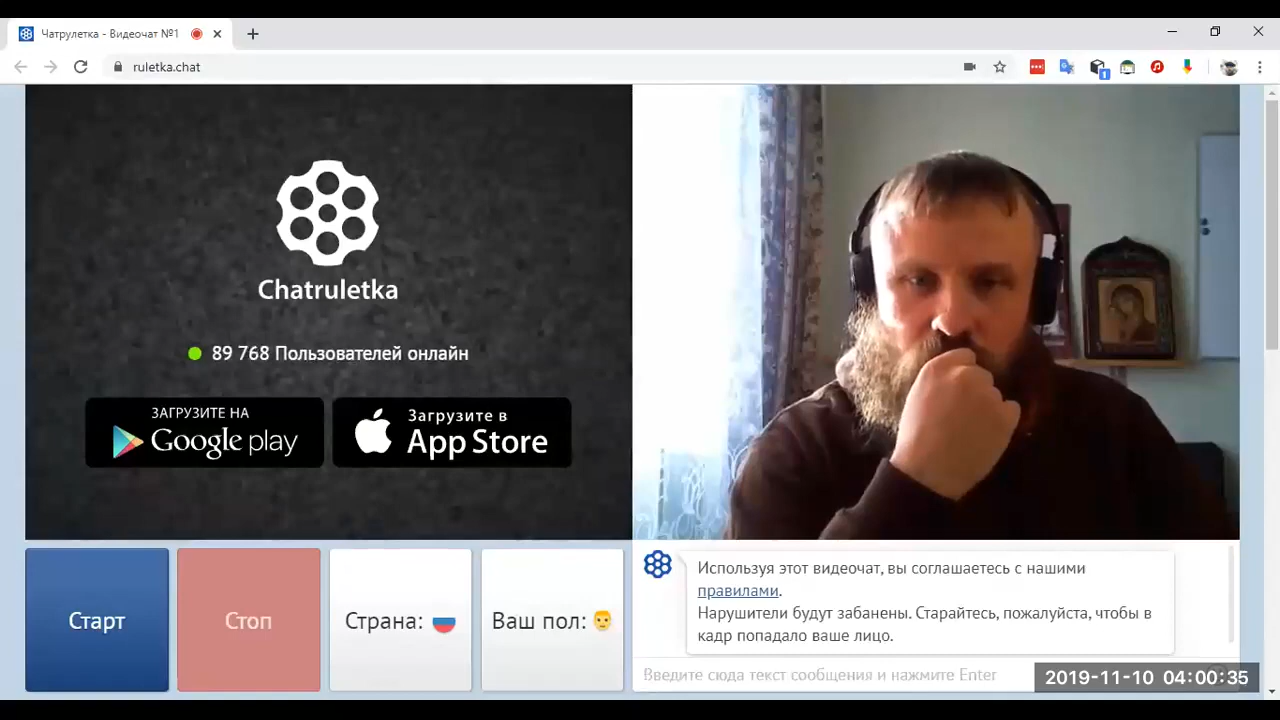 Чатрулетка - Видеочат №1
ruletka.chat
1
Chatruletka
89 768 Пользователей онлайн
ЗАГРУЗИТЕ НА
Google play
Загрузите в
App Store
Старт
Стоп
Страна:
Ваш пол:
Используя этот видеочат, вы соглашаетесь с нашими
правилами.
Нарушители будут забанены. Старайтесь, пожалуйста, чтобы в
кадр попадало ваше лицо.
Введите сюда текст сообщения и нажмите Enter
2019-11-10 04:00:35